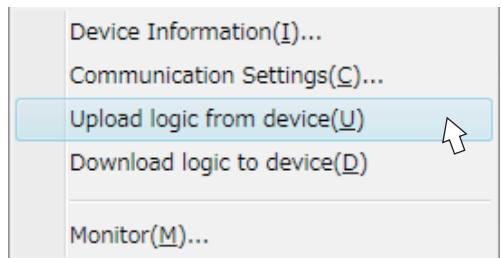 Device Information(I)...
Communication Settings(C)...
Upload logic from device(U)
Download logic to device(D)
Monitor(M)...